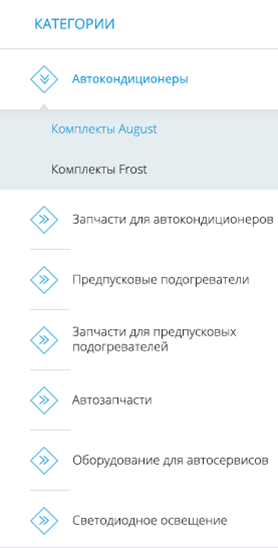 КАТЕГОРИИ
Автокондиционеры
Комплекты August
Комплекты Frost
Запчасти для автокондиционеров
Предпусковые подогреватели
Запчасти для предпусковых
подогревателей
Автозапчасти
Оборудование для автосервисов
Светодиодное освещение